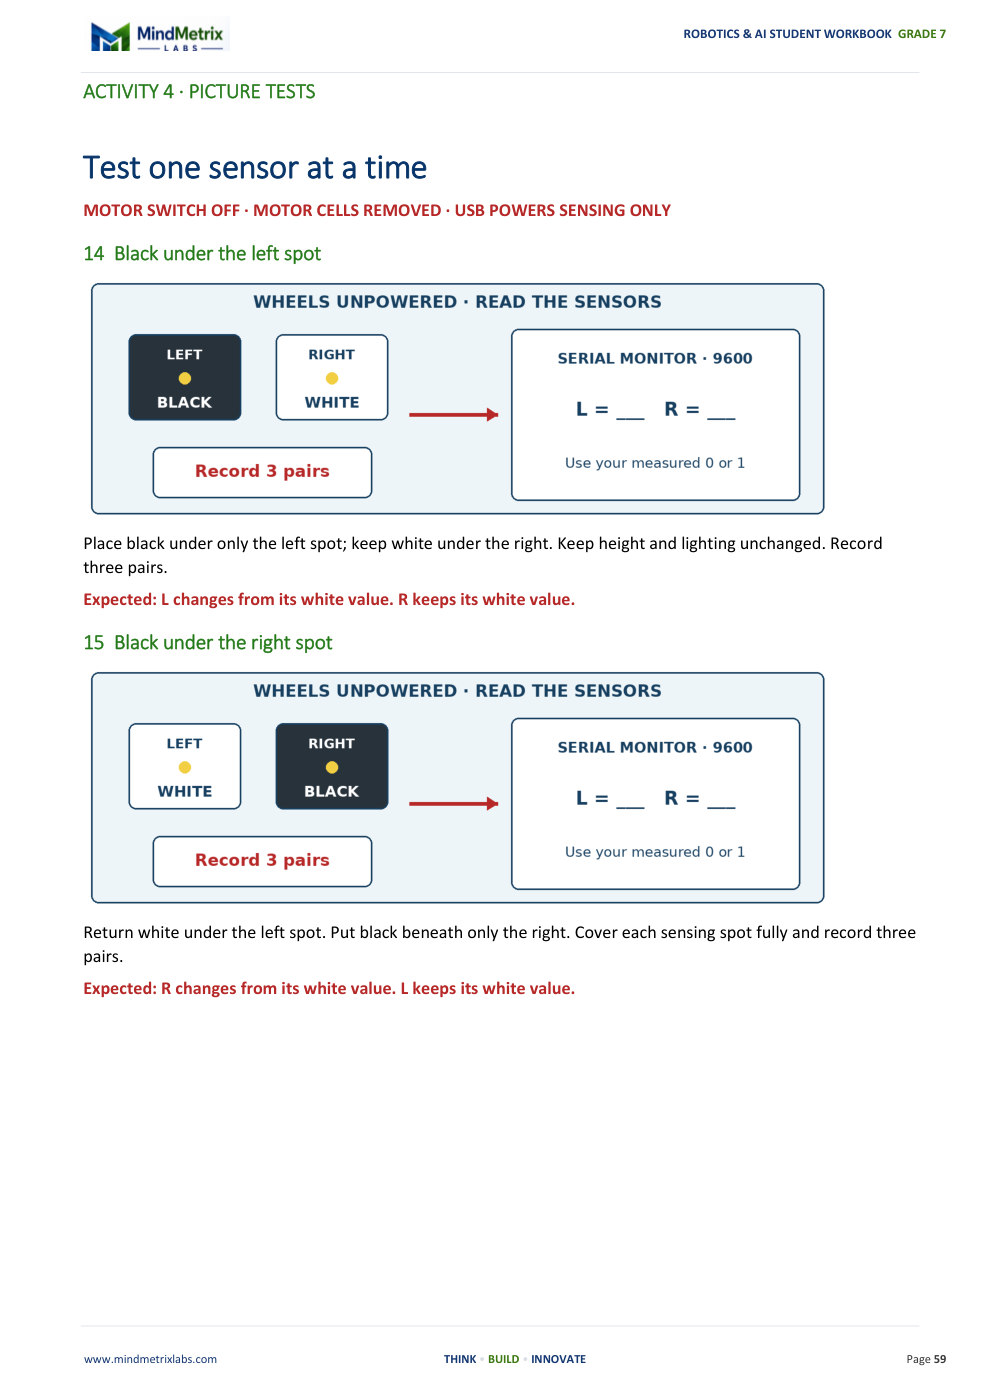 MindMetrix
LABS
ROBOTICS & AI STUDENT WORKBOOK GRADE 7
ACTIVITY 4 · PICTURE TESTS
Test one sensor at a time
MOTOR SWITCH OFF · MOTOR CELLS REMOVED · USB POWERS SENSING ONLY
14 Black under the left spot
WHEELS UNPOWERED · READ THE SENSORS
LEFT
BLACK
RIGHT
WHITE
Record 3 pairs
SERIAL MONITOR · 9600
L = ___ R = ___
Use your measured 0 or 1
Place black under only the left spot; keep white under the right. Keep height and lighting unchanged. Record
three pairs.
Expected: L changes from its white value. R keeps its white value.
15 Black under the right spot
WHEELS UNPOWERED · READ THE SENSORS
LEFT
WHITE
RIGHT
BLACK
Record 3 pairs
SERIAL MONITOR · 9600
L = ___ R = ___
Use your measured 0 or 1
Return white under the left spot. Put black beneath only the right. Cover each sensing spot fully and record three
pairs.
Expected: R changes from its white value. L keeps its white value.
www.mindmetrixlabs.com
THINK • BUILD • INNOVATE
Page 59